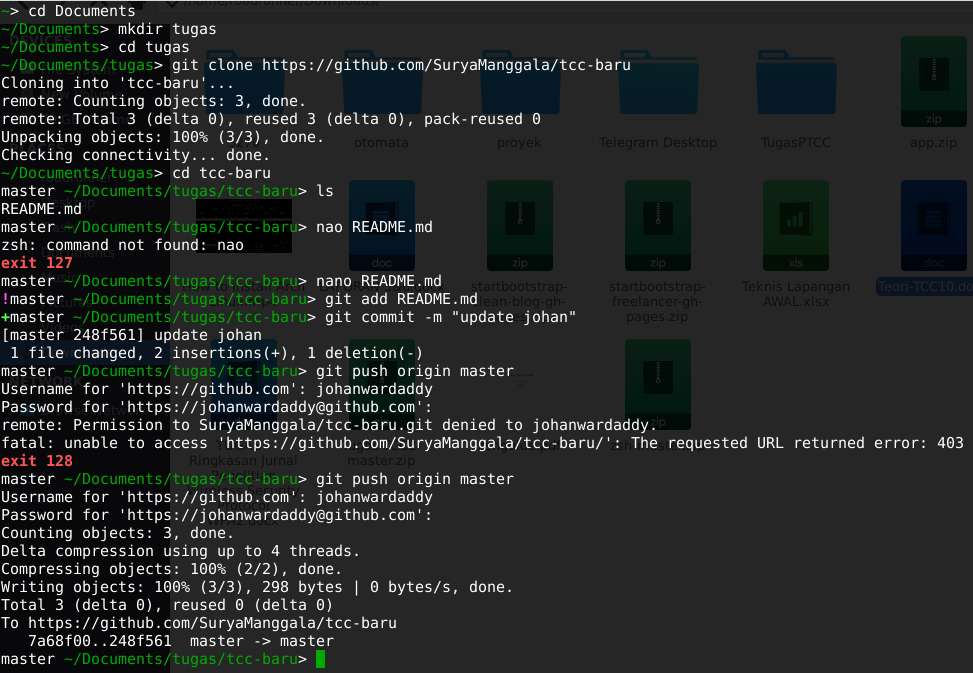 ~> cd Documents
~/Documents> mkdir tugas
~/Documents> cd tugas
~/Documents/tugas> git clone https://github.com/SuryaManggala/tcc-baru
Cloning into 'tcc-baru'...
remote: Counting objects: 3, done.
remote: Total 3 (delta 0), reused 3 (delta 0), pack-reused 0
Unpacking objects: 100% (3/3), done.
Checking connectivity... done.
~/Documents/tugas> cd tcc-baru
master ~/Documents/tugas/tcc-baru> ls
README.md
master ~/Documents/tugas/tcc-baru> nao README.md
zsh: command not found: nao
exit 127
master ~/Documents/tugas/tcc-baru> nano README.md
!master ~/Documents/tugas/tcc-baru> git add README.md
+master ~/Documents/tugas/tcc-baru> git commit -m "update johan"
[master 248f561] update johan
 1 file changed, 2 insertions(+), 1 deletion(-)
master ~/Documents/tugas/tcc-baru> git push origin master
Username for 'https://github.com': johanwardaddy
Password for 'https://johanwardaddy@github.com':
remote: Permission to SuryaManggala/tcc-baru.git denied to johanwardaddy.
fatal: unable to access 'https://github.com/SuryaManggala/tcc-baru/': The requested URL returned error: 403
exit 128
master ~/Documents/tugas/tcc-baru> git push origin master
Username for 'https://github.com': johanwardaddy
Password for 'https://johanwardaddy@github.com':
Counting objects: 3, done.
Delta compression using up to 4 threads.
Compressing objects: 100% (2/2), done.
Writing objects: 100% (3/3), 298 bytes | 0 bytes/s, done.
Total 3 (delta 0), reused 0 (delta 0)
To https://github.com/SuryaManggala/tcc-baru
   7a68f00..248f561  master -> master
master ~/Documents/tugas/tcc-baru>
otomata
proyek
Telegram Desktop
TugasPTCC
app.zip
zip
doc
zip
zip
xls
doc
startbootstrap-
freelancer-gh-
pages.zip
Teknis Lapangan
AWAL.xlsx
Teori-TCC10.do
zip
Ringkasan Jurnal
master.zip